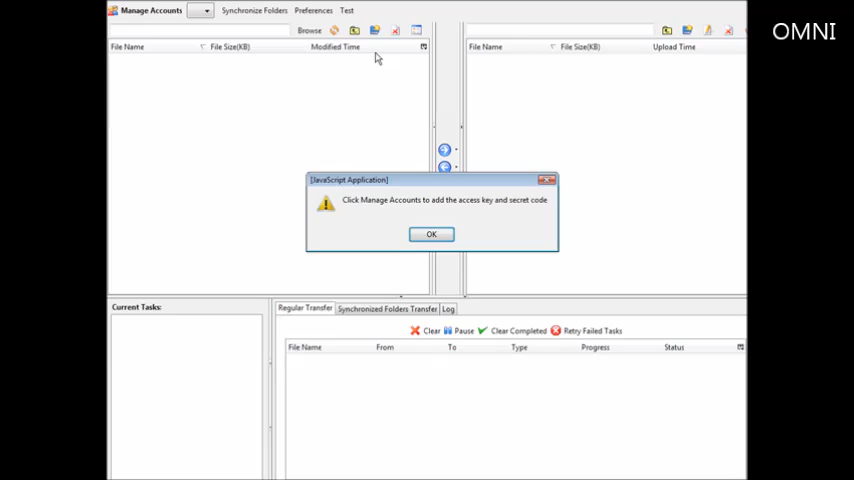 Manage Accounts Synchronize Folders Preferences Test
OMNI
Browse
File Name File Size(KB) Modified Time
File Name File Size(KB) Upload Time
[JavaScript Application]
Click Manage Accounts to add the access key and secret code
OK
Current Tasks:
Regular Transfer Synchronized Folders Transfer Log
Clear Pause Clear Completed Retry Failed Tasks
File Name From To Type Progress Status